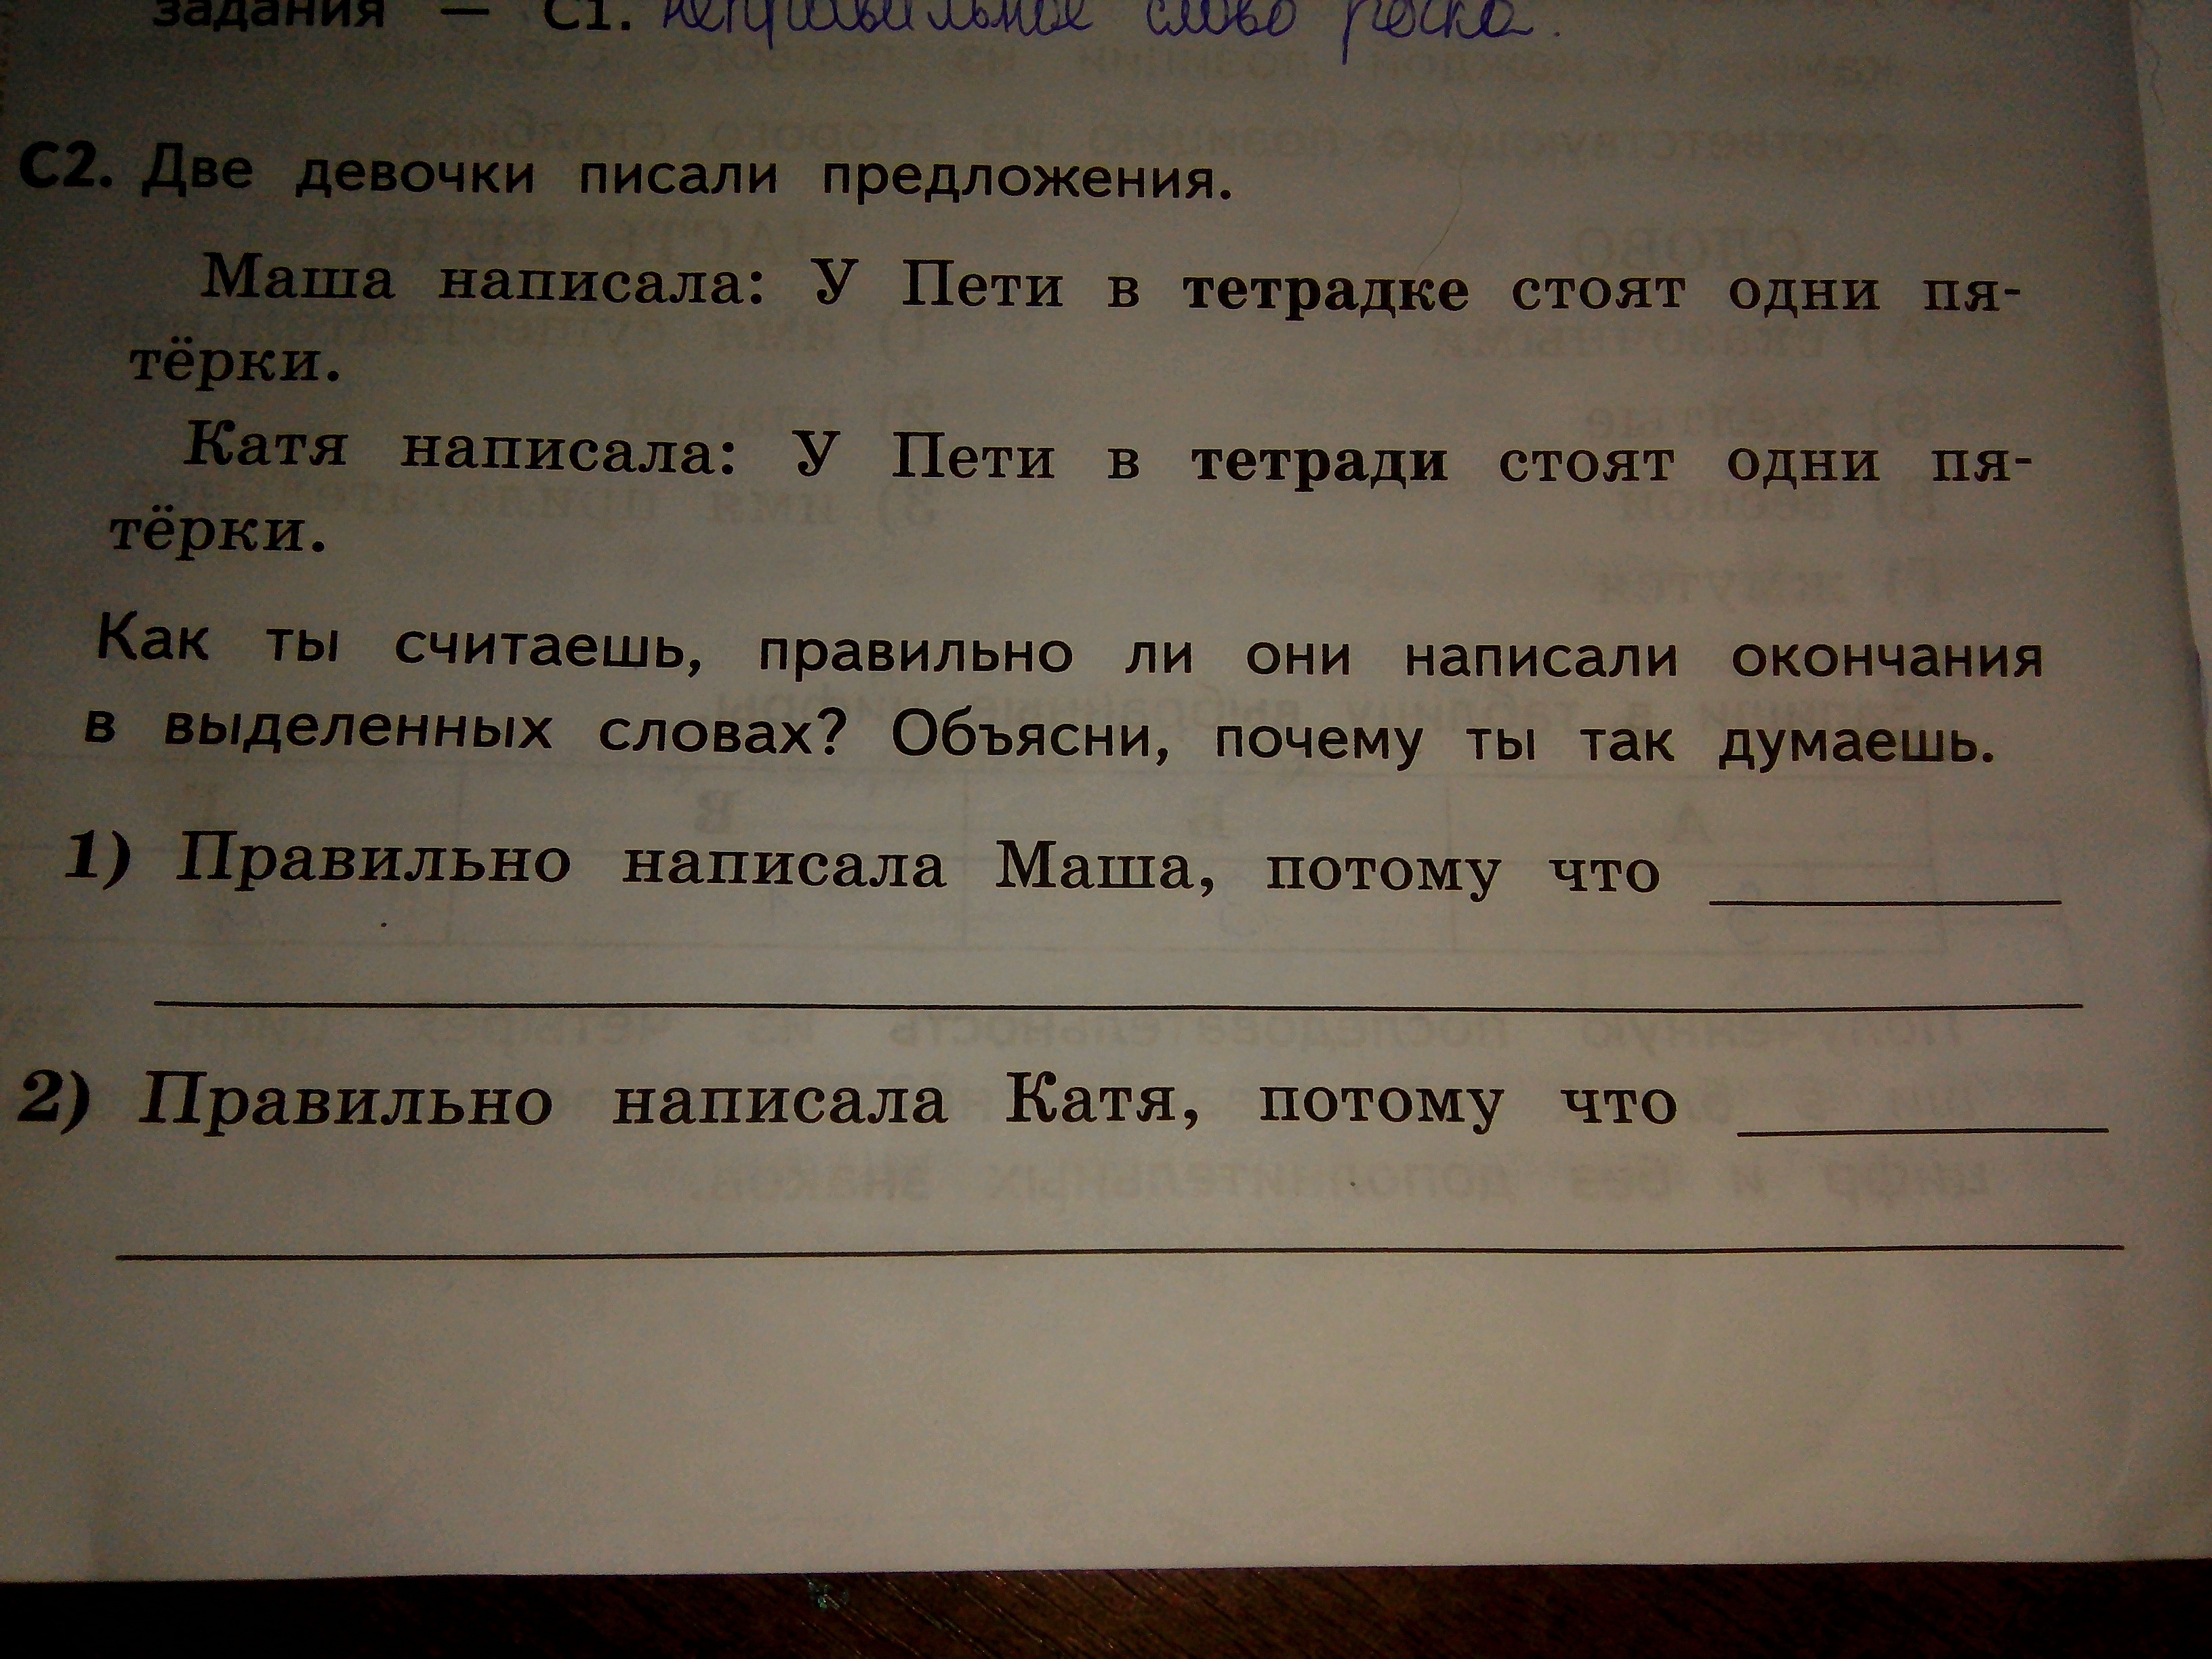 задания — С1. неправильное слово роска.
С2. Две девочки писали предложения.
Маша написала: У Пети в тетрадке стоят одни пя-
тёрки.
Катя написала: У Пети в тетради стоят одни пя-
тёрки.
Как ты считаешь, правильно ли они написали окончания
в выделенных словах? Объясни, почему ты так думаешь.
1) Правильно написала Маша, потому что
2) Правильно написала Катя, потому что